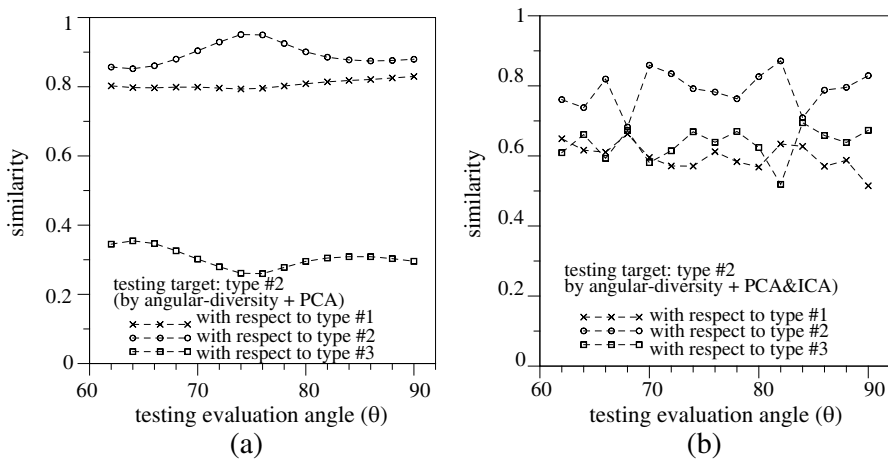 1
0.8
0.6
0.4
0.2
0
similarity
60
70
80
90
testing evaluation angle (θ)
testing target: type #2
(by angular-diversity + PCA)
with respect to type #1
with respect to type #2
with respect to type #3
(a)
1
0.8
0.6
0.4
0.2
0
similarity
60
70
80
90
testing evaluation angle (θ)
testing target: type #2
by angular-diversity + PCA&ICA)
with respect to type #1
with respect to type #2
with respect to type #3
(b)